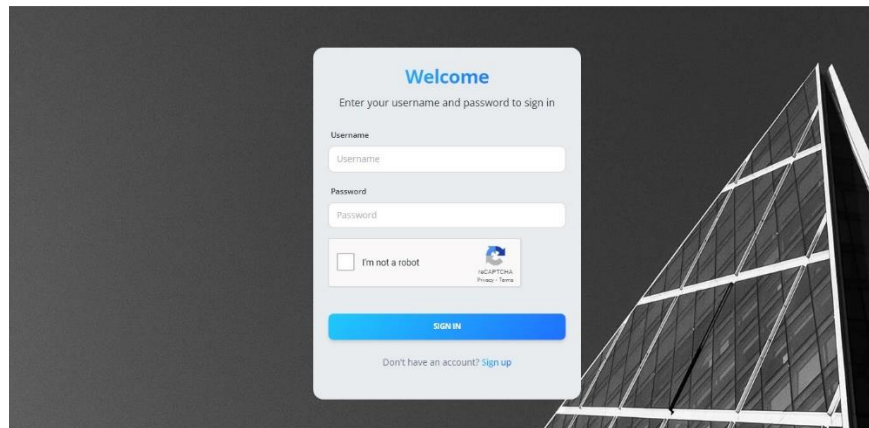 Welcome
Enter your username and password to sign in
Username
Username
Password
Password
I'm not a robot
reCAPTCHA
Privacy - Terms
SIGN IN
Don't have an account? Sign up